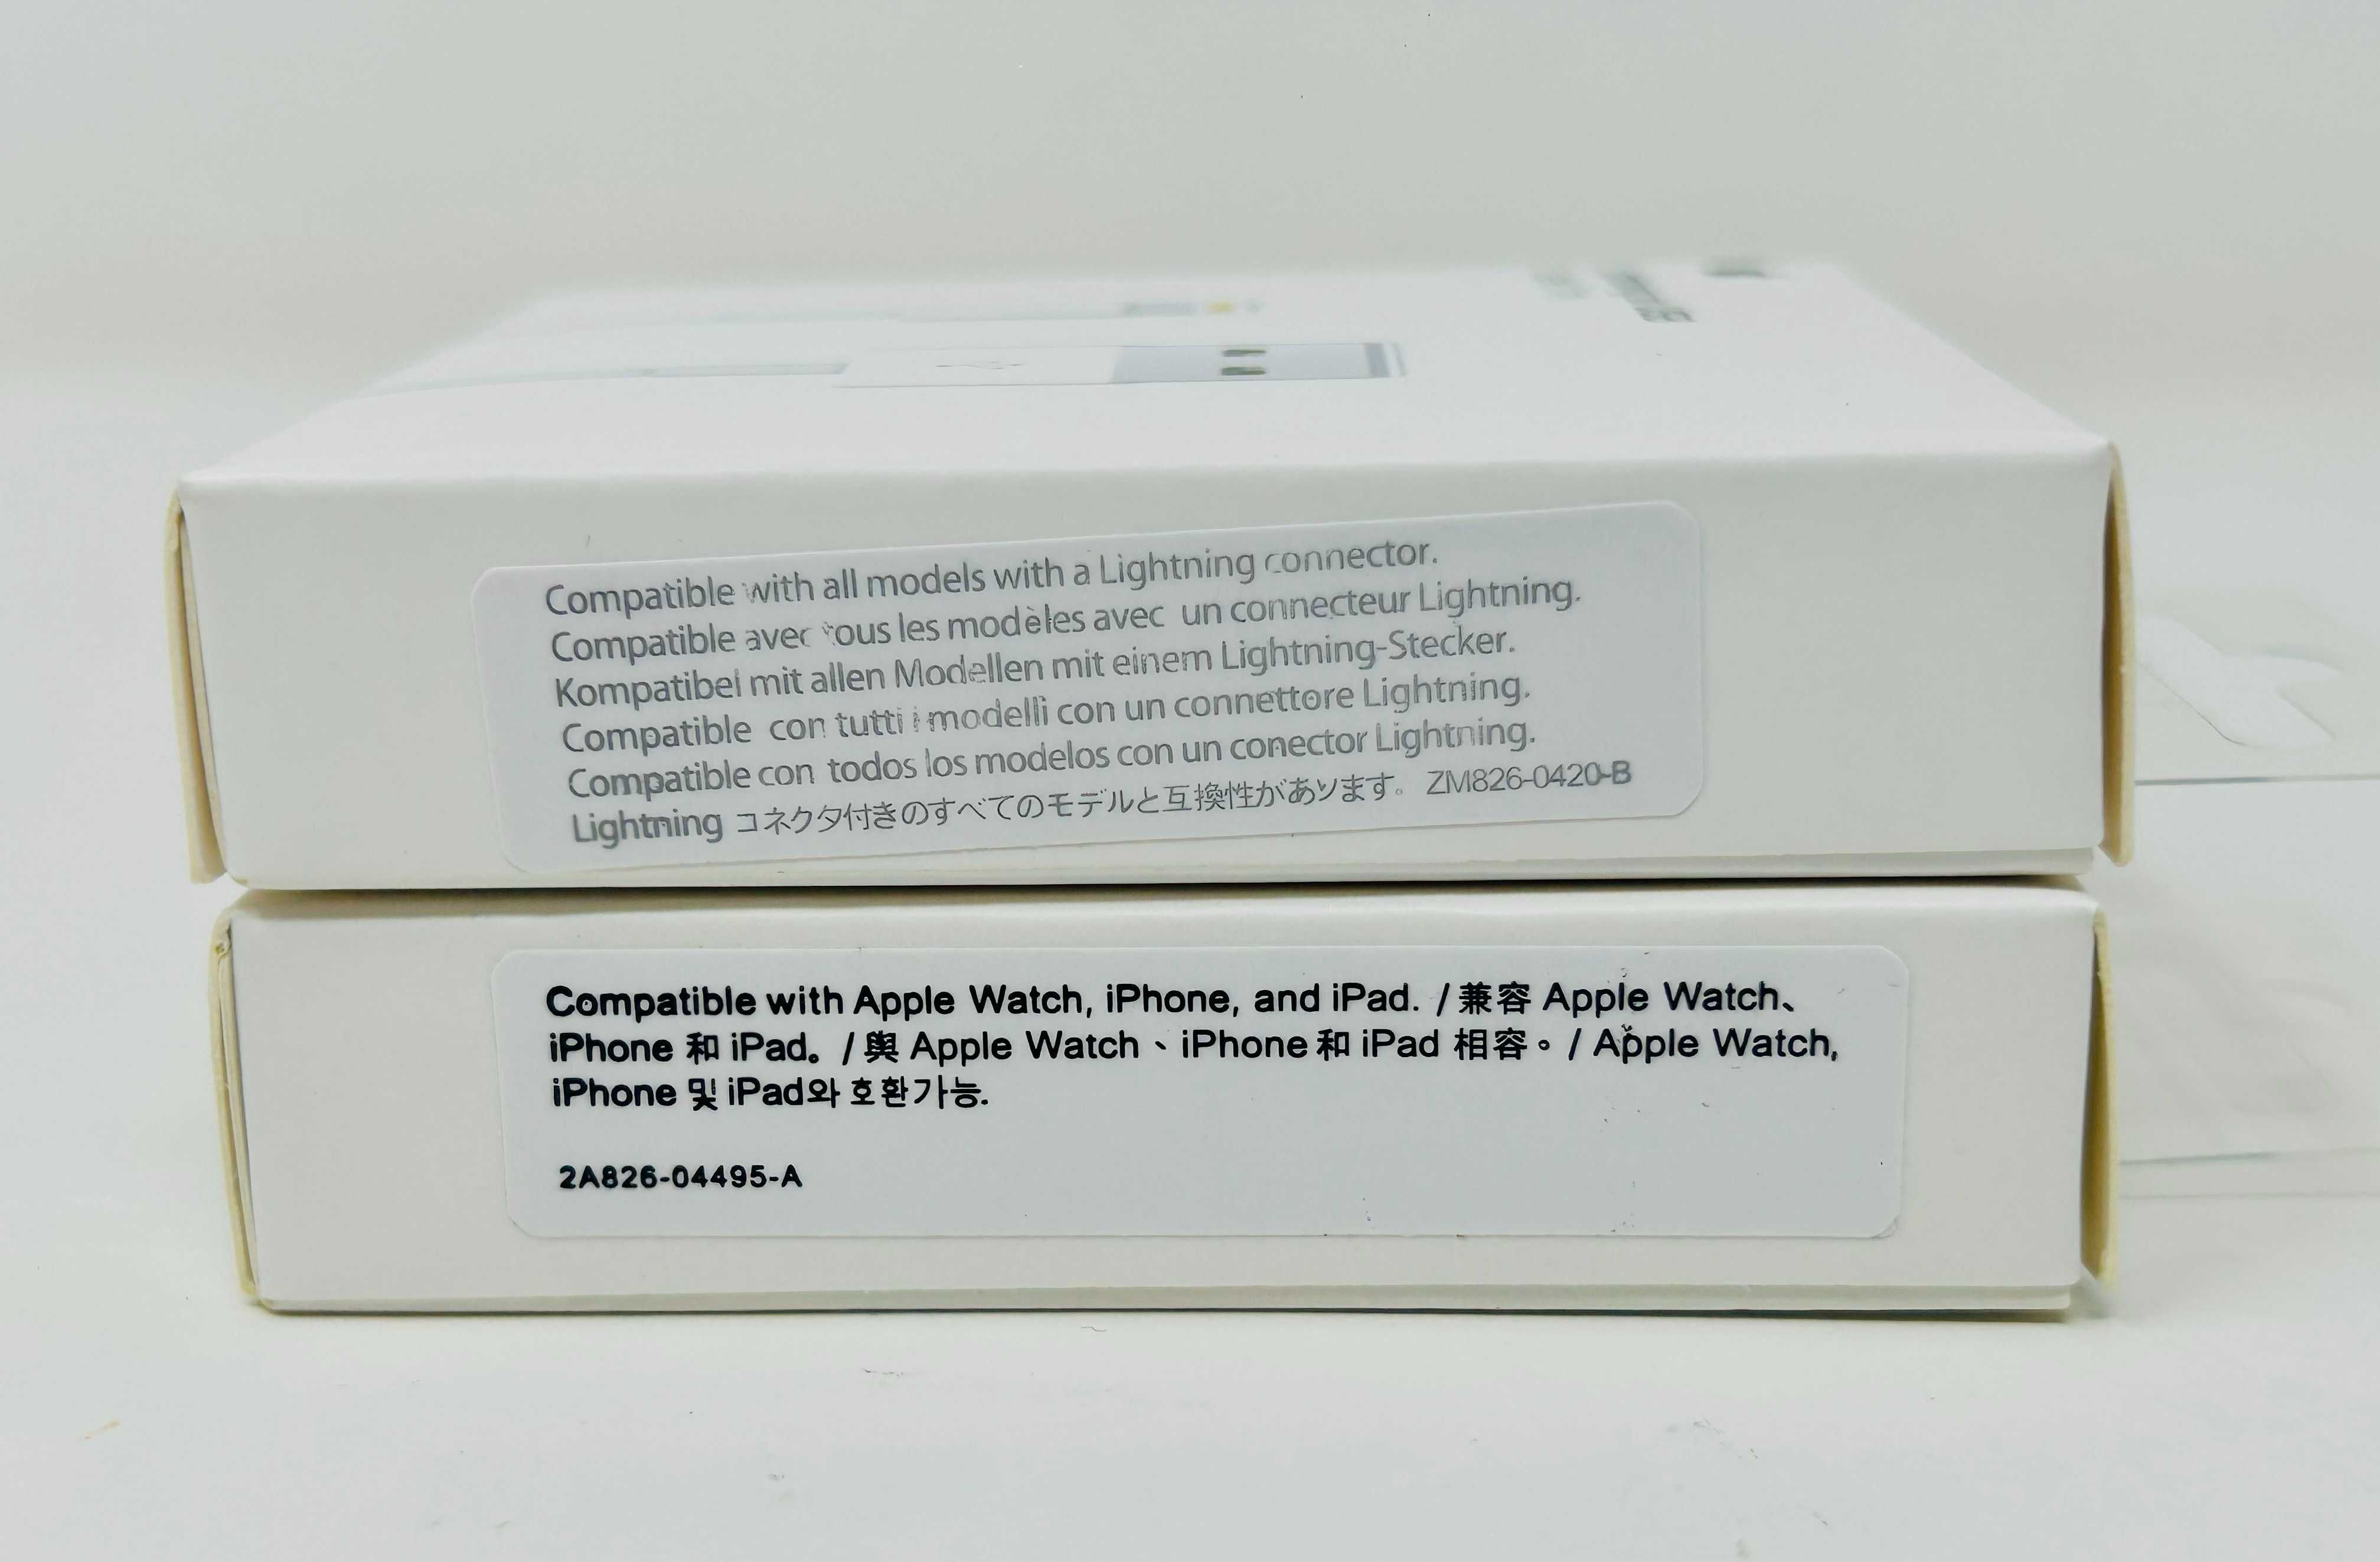 Compatible with all models with a Lightning connector.
Compatible avec tous les modèles avec un connecteur Lightning.
Kompatibel mit allen Modellen mit einem Lightning-Stecker.
Compatible con tutti i modelli con un connettore Lightning.
Compatible con todos los modelos con un conector Lightning.
Lightning コネクタ付きのすべてのモデルと互換性があります。 ZM826-0420-B
Compatible with Apple Watch, iPhone, and iPad. / 兼容 Apple Watch、
iPhone 和 iPad。 / 與 Apple Watch、iPhone 和 iPad 相容。/ Apple Watch,
iPhone 및 iPad와 호환가능.
2A826-04495-A